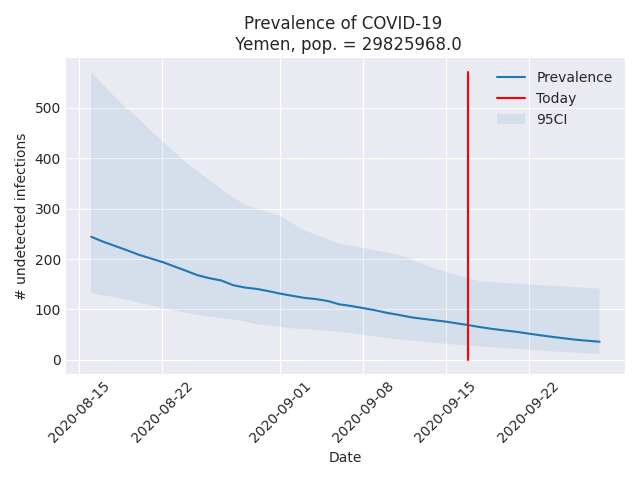 Prevalence of COVID-19
Yemen, pop. = 29825968.0
Prevalence
Today
95CI
# undetected infections
500
400
300
200
100
0
2020-08-15
2020-08-22
2020-09-01
2020-09-08
2020-09-15
2020-09-22
Date